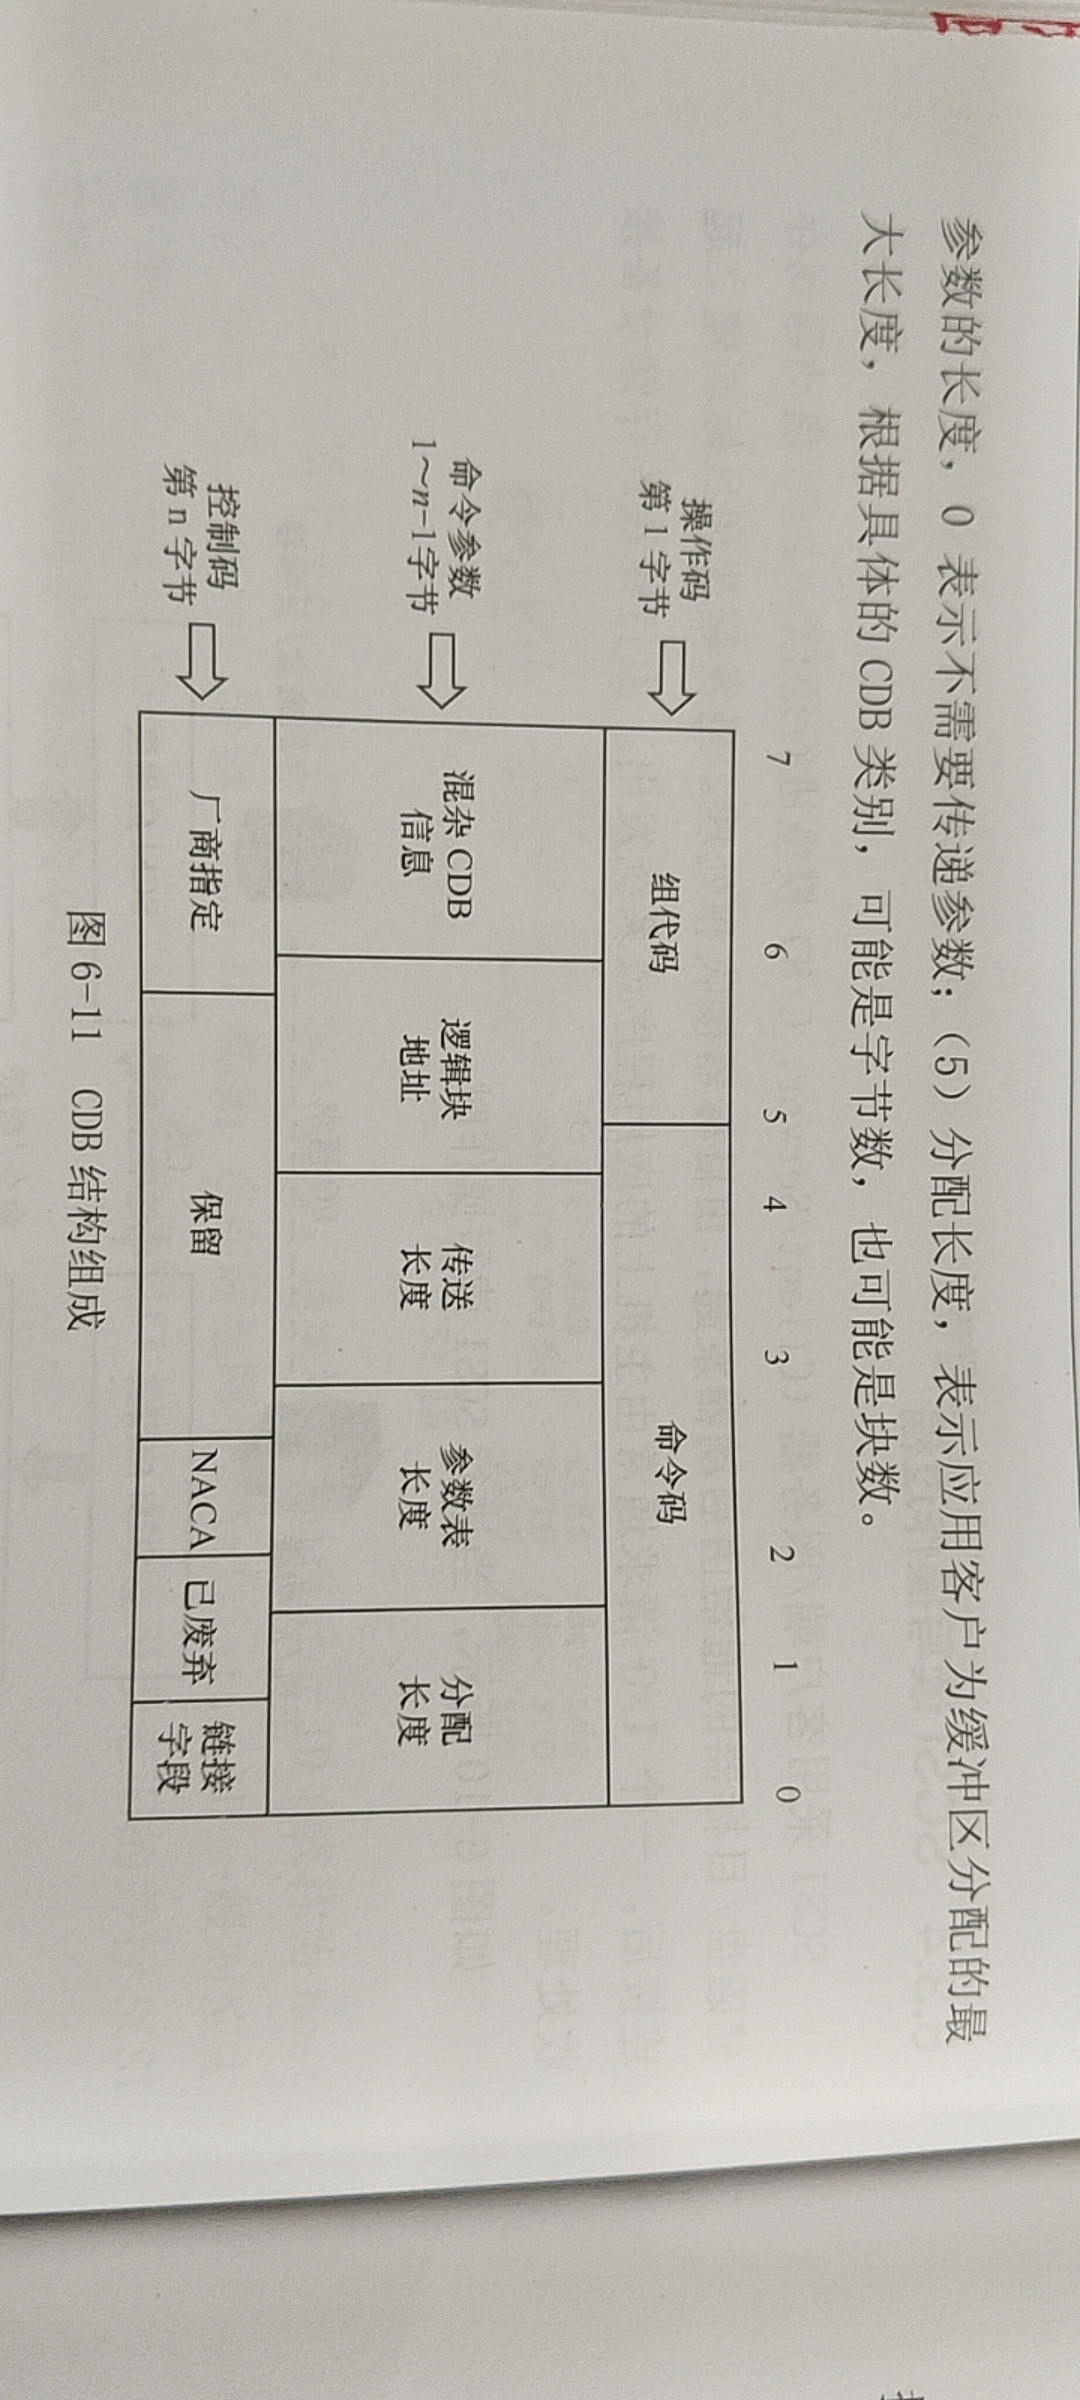 参数的长度，0 表示不需要传递参数；（5）分配长度，表示应用客户为缓冲区分配的最
大长度，根据具体的 CDB 类别，可能是字节数，也可能是块数。
7 6 5 4 3 2 1 0
操作码
第 1 字节
组代码
命令码
命令参数
1～n-1字节
混杂 CDB
信息
逻辑块
地址
传送
长度
参数表
长度
分配
长度
控制码
第 n 字节
厂商指定
保留
NACA
已废弃
链接
字段
图 6-11 CDB 结构组成